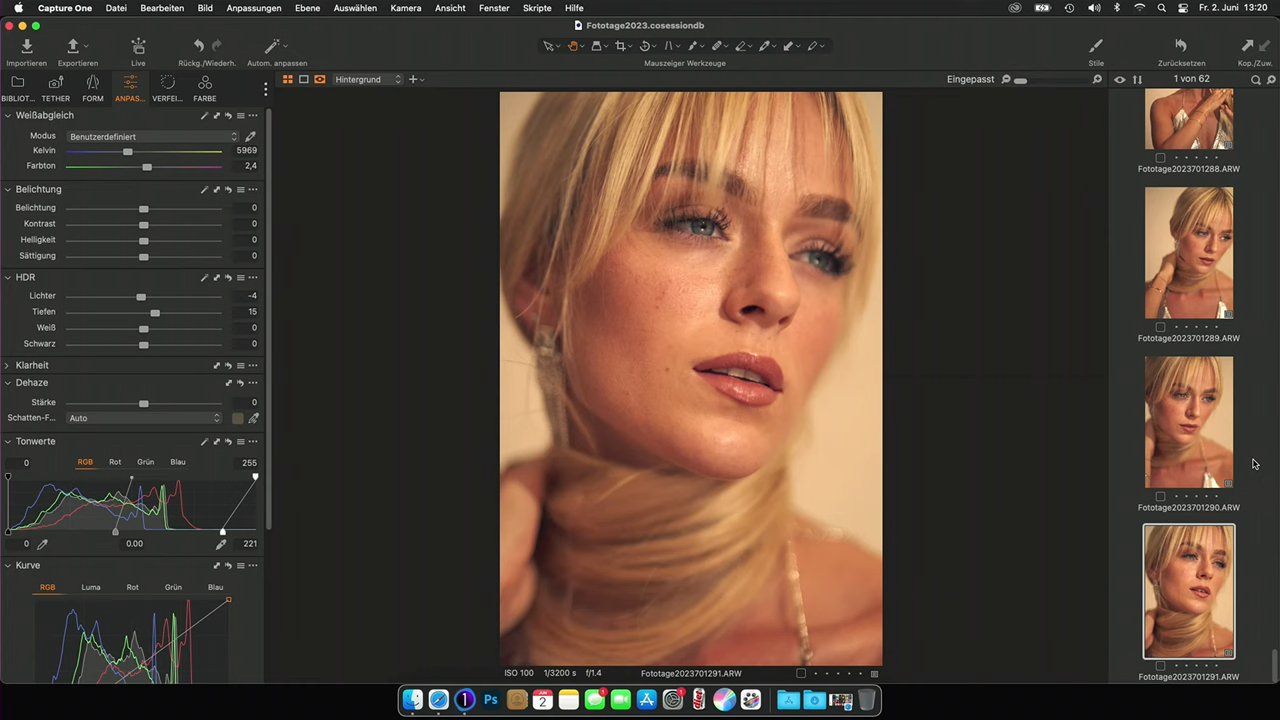 Capture One Datei Bearbeiten Bild Anpassungen Ebene Auswählen Kamera Ansicht Fenster Skripte Hilfe Fr. 2. Juni 13:20
Fototage2023.cosessiondb
Importieren Exportieren Live Rückg./Wiederh. Autom. anpassen Mauszeiger Werkzeuge Stile Zurücksetzen Kop./Zuw.
Hintergrund Eingepasst 1 von 62
BIBLIOT... TETHER FORM ANPAS... VERFEI... FARBE
Weißabgleich
Modus Benutzerdefiniert
Kelvin 5969
Farbton 2,4
Belichtung
Belichtung 0
Kontrast 0
Helligkeit 0
Sättigung 0
HDR
Lichter -4
Tiefen 15
Weiß 0
Schwarz 0
Klarheit
Dehaze
Stärke 0
Schatten-F... Auto
Tonwerte
0 RGB Rot Grün Blau 255
0 0.00 221
Kurve
RGB Luma Rot Grün Blau
ISO 100 1/3200 s f/1.4 Fototage2023701291.ARW
Fototage2023701288.ARW
Fototage2023701289.ARW
Fototage2023701290.ARW
Fototage2023701291.ARW
Ps
JUN
2
1
1